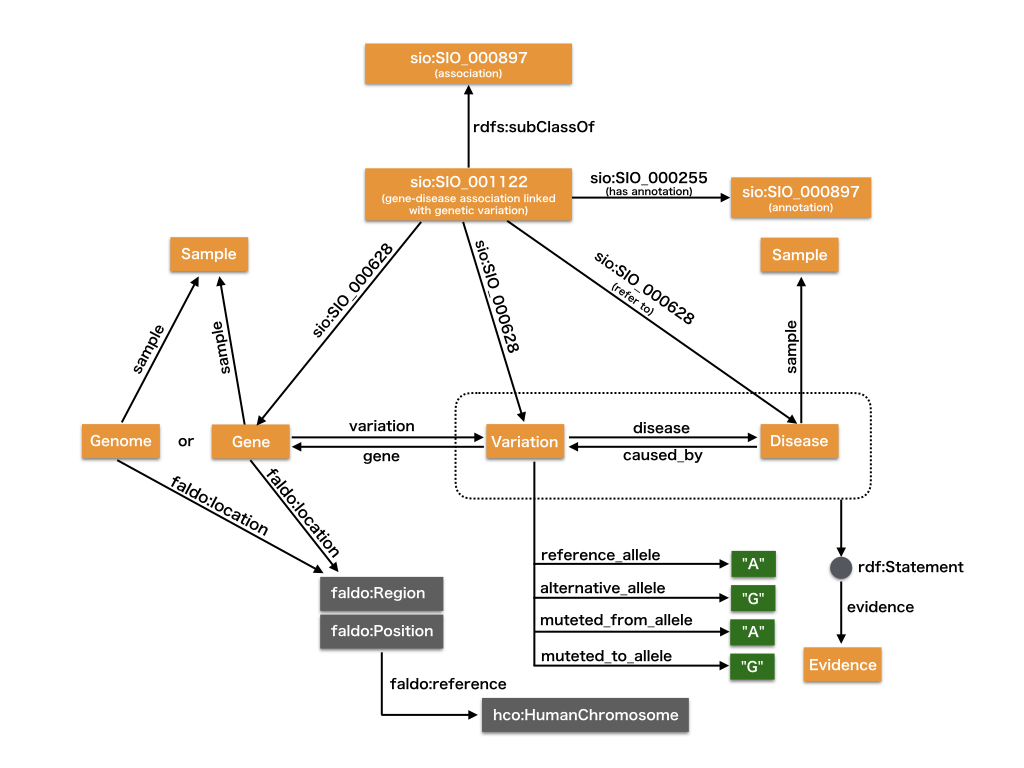 sio:SIO_000897
(association)
rdfs:subClassOf
sio:SIO_001122
(gene-disease association linked
with genetic variation)
sio:SIO_000255
(has annotation)
sio:SIO_000897
(annotation)
Sample
Sample
sio:SIO_000628
sio:SIO_000628
sio:SIO_000628
(refer to)
sample
sample
sample
Genome
or
Gene
variation
gene
Variation
disease
caused_by
Disease
faldo:location
faldo:location
reference_allele
"A"
rdf:Statement
alternative_allele
"G"
evidence
muteted_from_allele
"A"
muteted_to_allele
"G"
Evidence
faldo:Region
faldo:Position
faldo:reference
hco:HumanChromosome